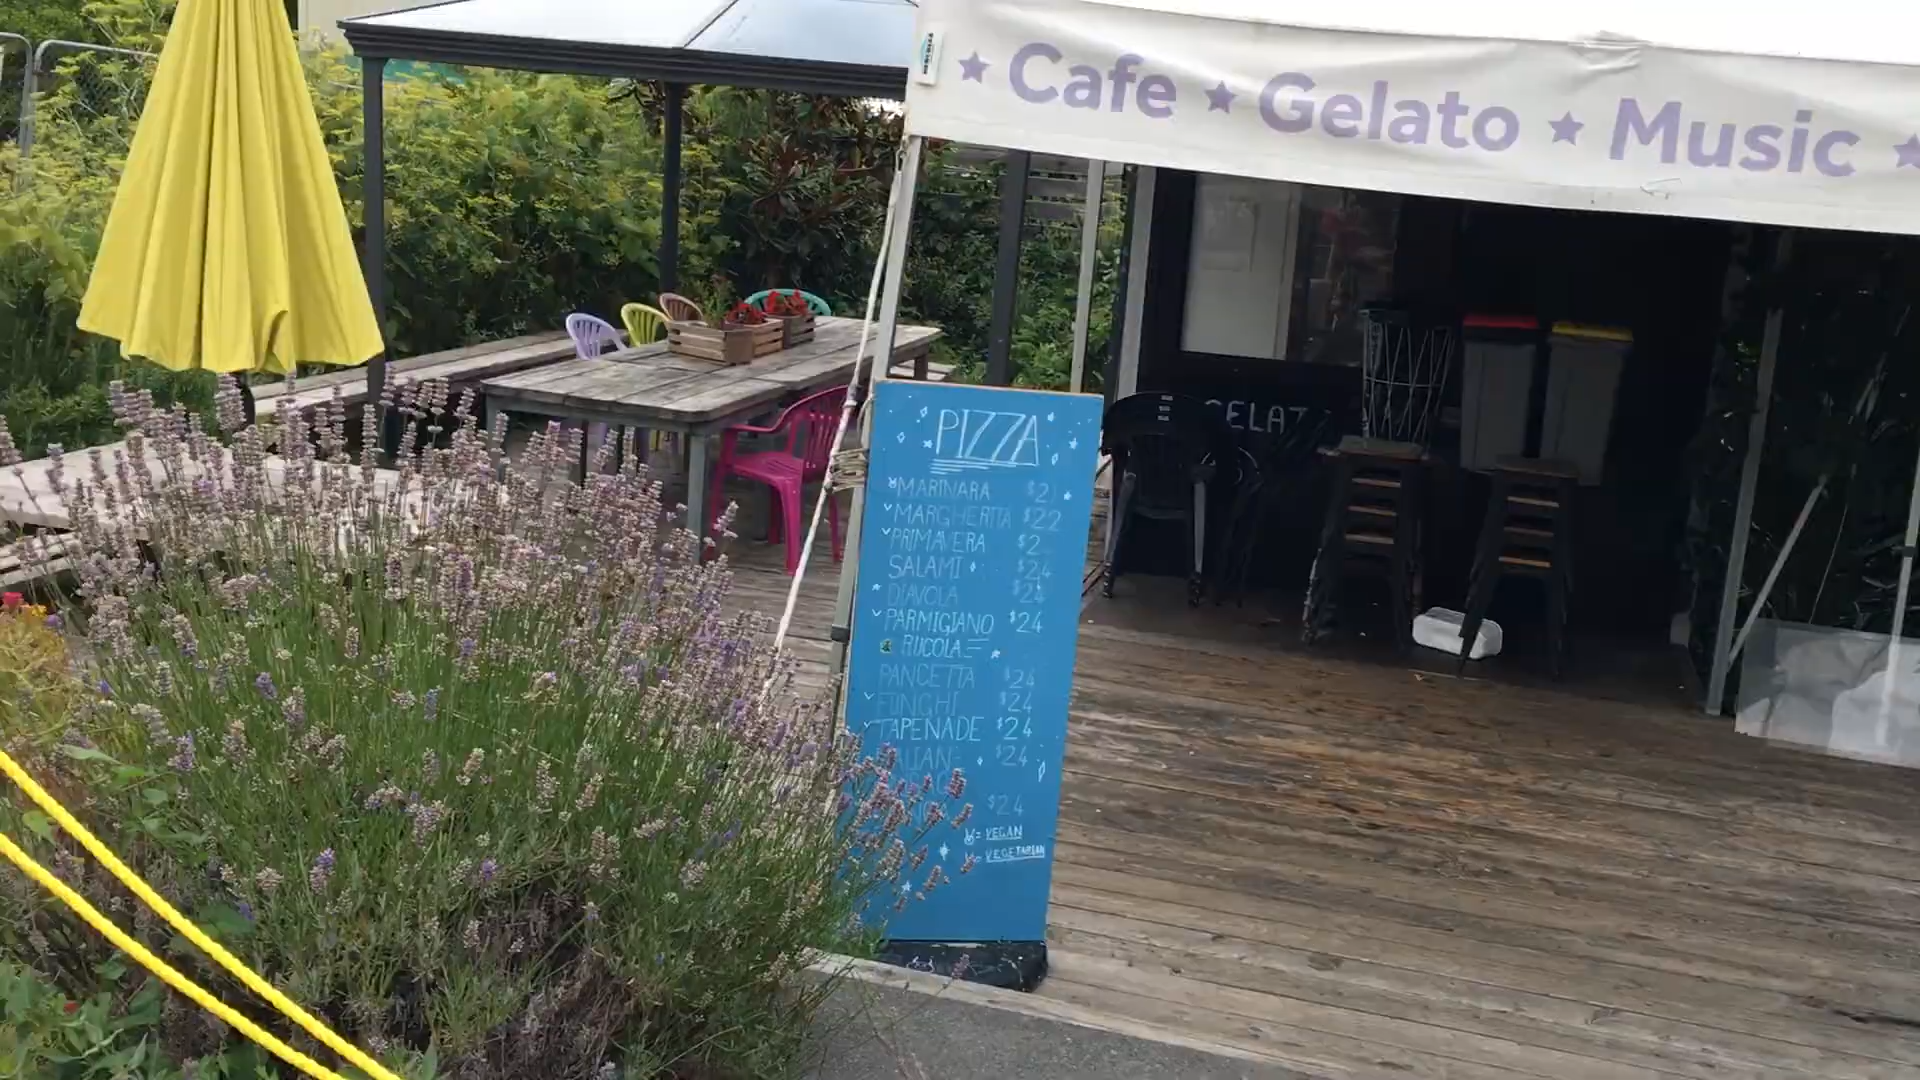 ★ Cafe ★ Gelato ★ Music ★
PIZZA
MARINARA
MARGHERITA $22
PRIMAVERA
SALAMI $24
DIAVOLA $24
PARMIGIANO $24
RUCOLA
PANCETTA $24
FUNGHI $24
TAPENADE $24
$24
$24
= VEGAN
= VEGETARIAN